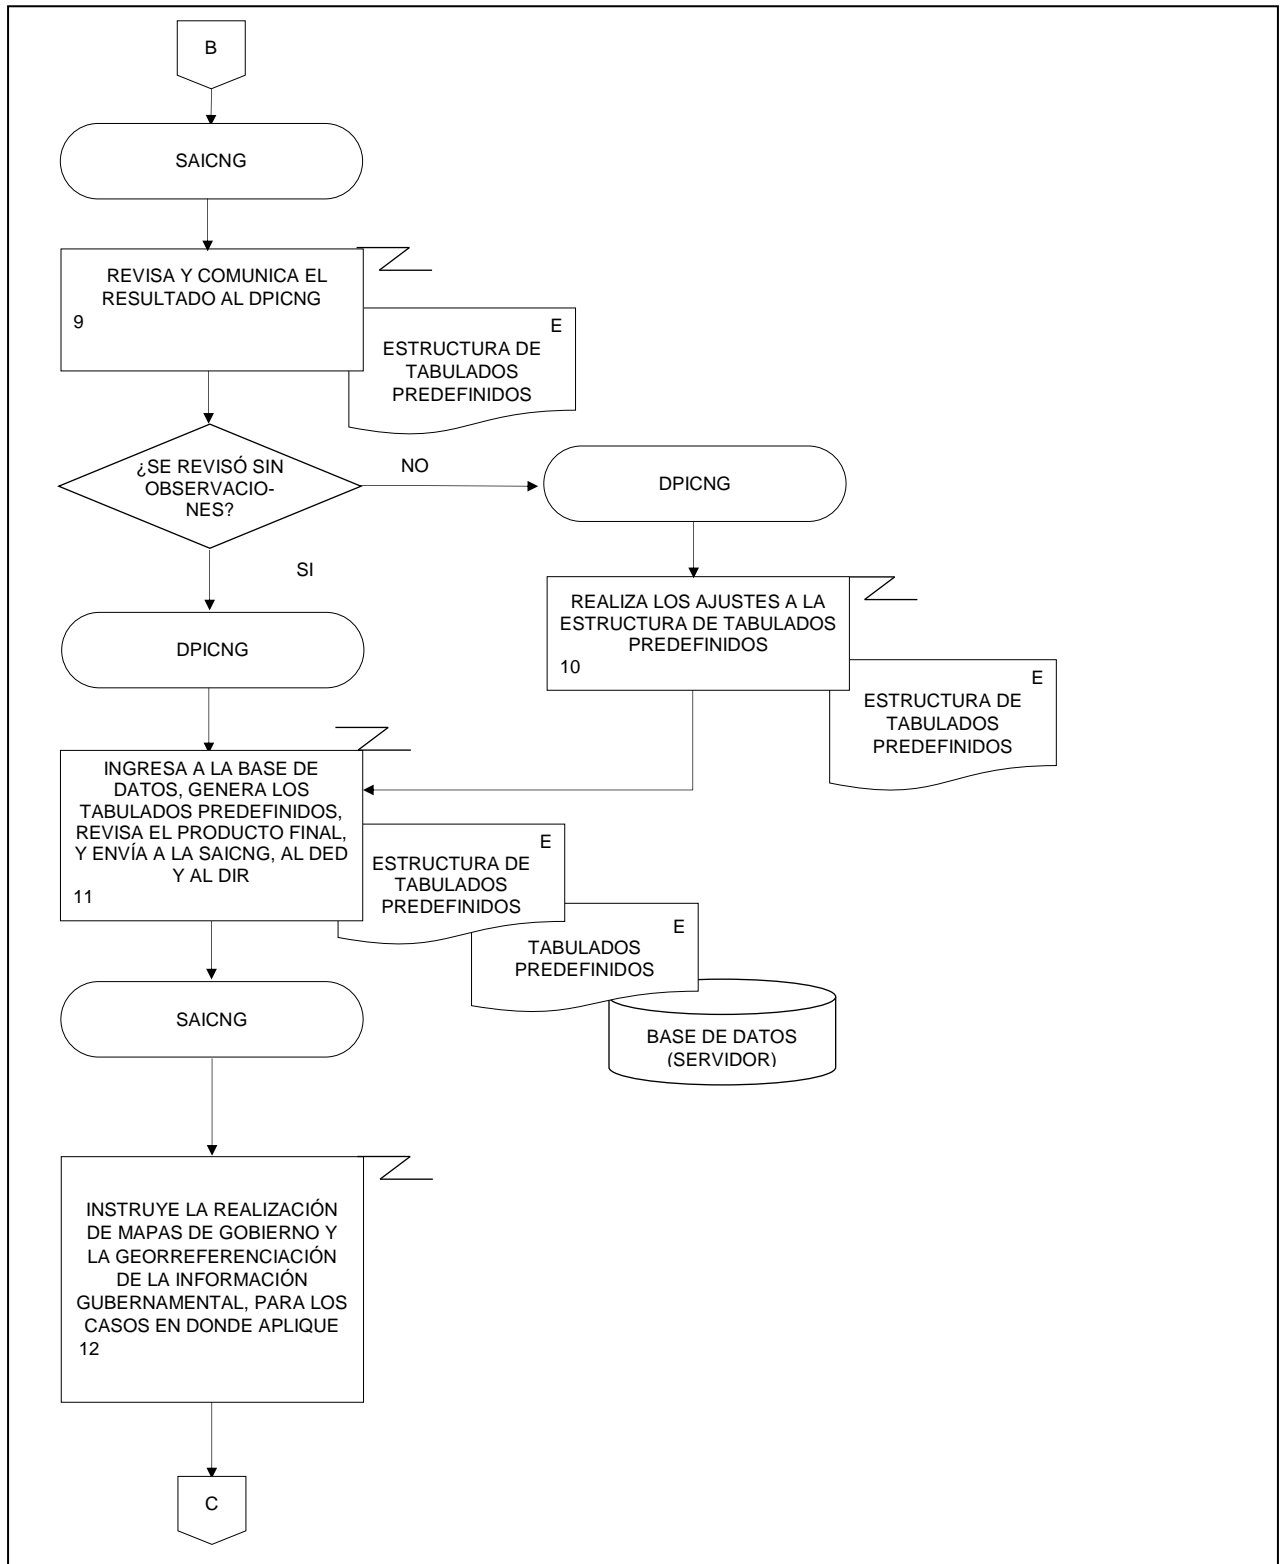 B
SAICNG
REVISA Y COMUNICA EL
RESULTADO AL DPICNG
9
E
ESTRUCTURA DE
TABULADOS
PREDEFINIDOS
¿SE REVISÓ SIN
OBSERVACIO-
NES?
NO
DPICNG
SI
REALIZA LOS AJUSTES A LA
ESTRUCTURA DE TABULADOS
PREDEFINIDOS
10
E
ESTRUCTURA DE
TABULADOS
PREDEFINIDOS
DPICNG
INGRESA A LA BASE DE
DATOS, GENERA LOS
TABULADOS PREDEFINIDOS,
REVISA EL PRODUCTO FINAL,
Y ENVÍA A LA SAICNG, AL DED
Y AL DIR
11
E
ESTRUCTURA DE
TABULADOS
PREDEFINIDOS
E
TABULADOS
PREDEFINIDOS
BASE DE DATOS
(SERVIDOR)
SAICNG
INSTRUYE LA REALIZACIÓN
DE MAPAS DE GOBIERNO Y
LA GEORREFERENCIACIÓN
DE LA INFORMACIÓN
GUBERNAMENTAL, PARA LOS
CASOS EN DONDE APLIQUE
12
C